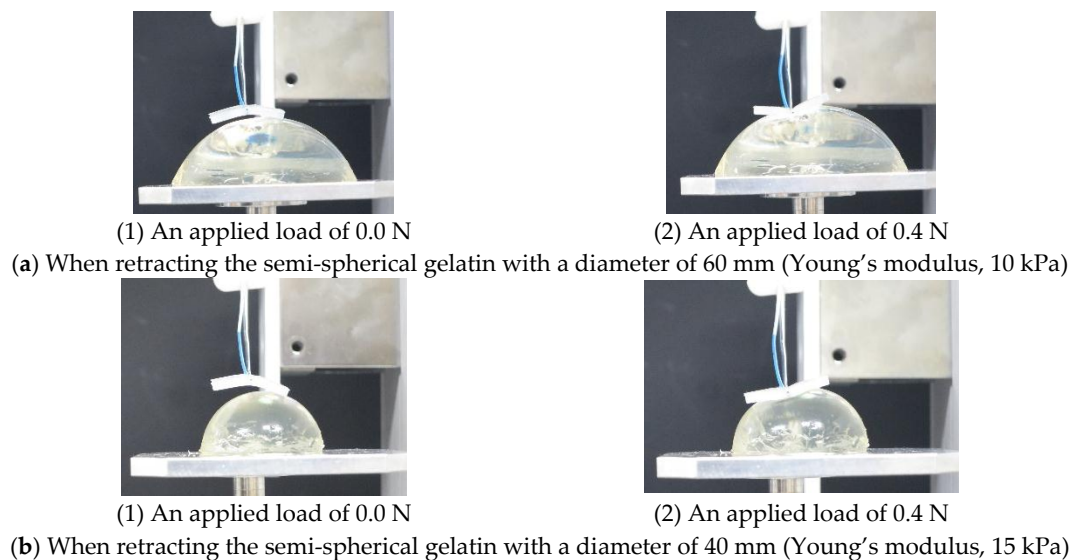 (1) An applied load of 0.0 N
(2) An applied load of 0.4 N
(a) When retracting the semi-spherical gelatin with a diameter of 60 mm (Young’s modulus, 10 kPa)
(1) An applied load of 0.0 N
(2) An applied load of 0.4 N
(b) When retracting the semi-spherical gelatin with a diameter of 40 mm (Young’s modulus, 15 kPa)